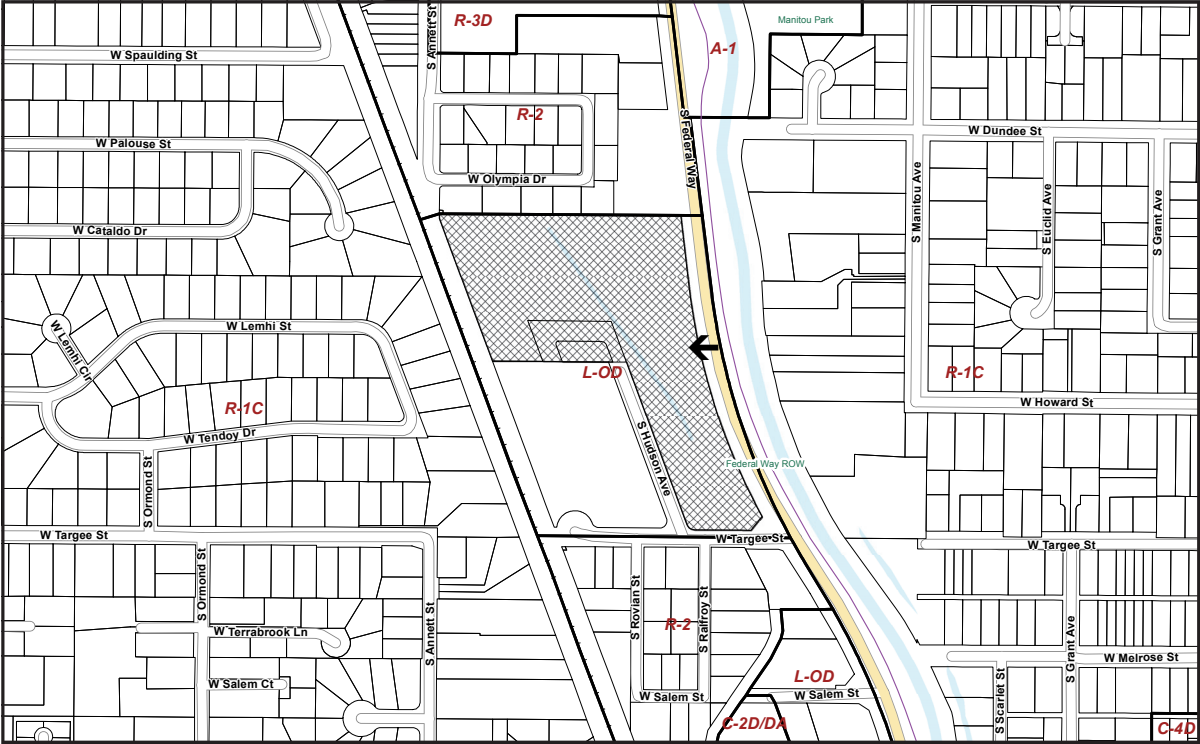 R-3D
Manitou Park
S Annett St
A-1
W Spaulding St
R-2
S Federal Way
W Dundee St
W Palouse St
W Olympia Dr
S Manitou Ave
S Euclid Ave
S Grant Ave
W Cataldo Dr
W Lemhi St
W Lemhi Cir
L-OD
R-1C
R-1C
W Howard St
W Tendoy Dr
S Hudson Ave
Federal Way ROW
S Ormond St
W Targee St
W Targee St
W Targee St
S Ormond St
S Rovian St
S Ralfroy St
S Annett St
R-2
W Terrabrook Ln
S Grant Ave
W Melrose St
L-OD
W Salem Ct
W Salem St
W Salem St
S Scarlet St
C-2D/DA
C-4D